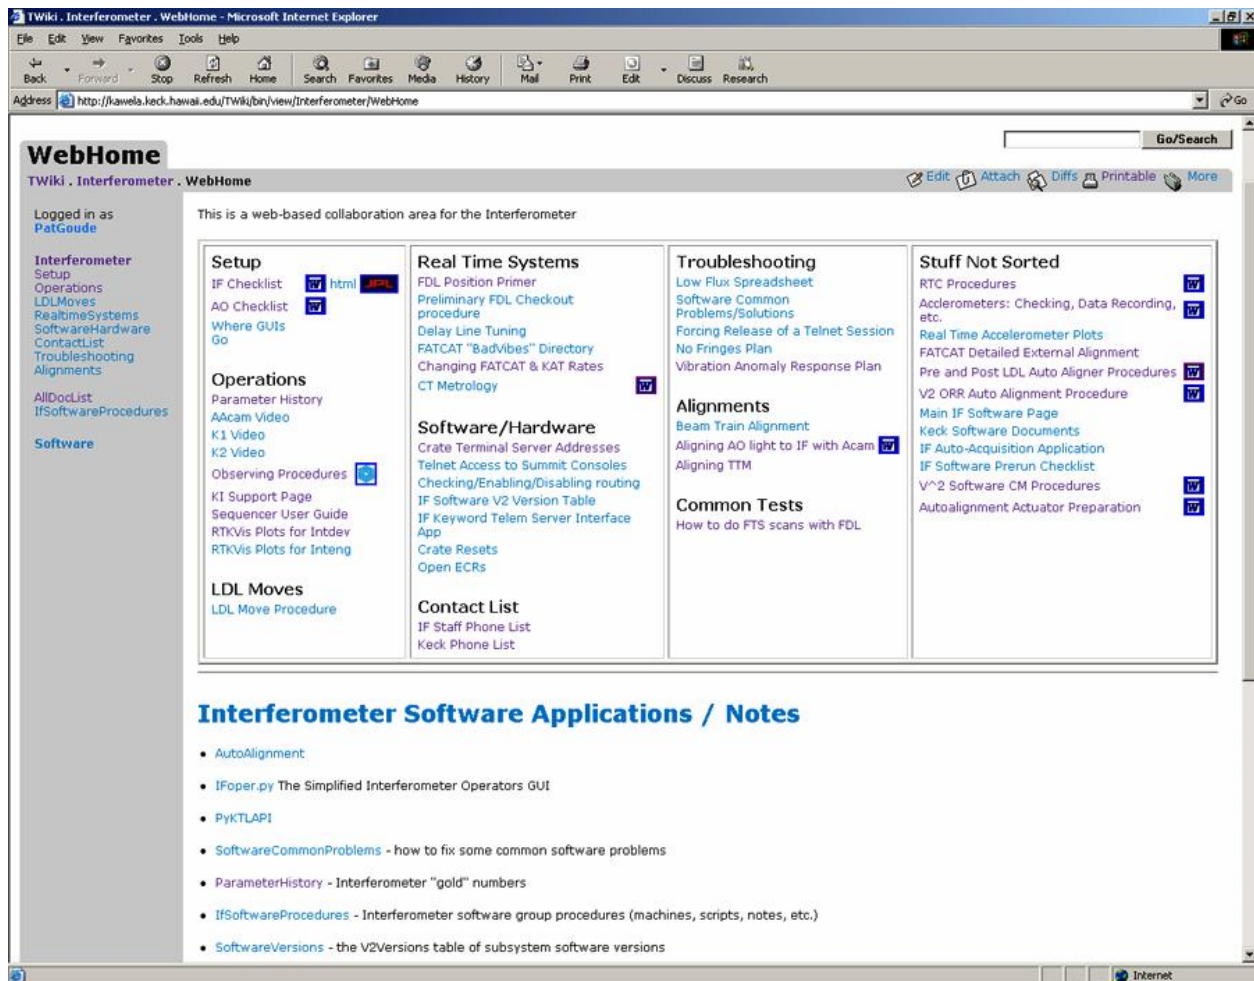 TWiki . Interferometer . WebHome - Microsoft Internet Explorer
File Edit View Favorites Tools Help
Back Forward Stop Refresh Home Search Favorites Media History Mail Print Edit Discuss Research
Address http://kawela.keck.hawaii.edu/TWiki/bin/view/Interferometer/WebHome Go
Go/Search
WebHome
TWiki . Interferometer . WebHome
Edit Attach Diffs Printable More
Logged in as
PatGoude
Interferometer
Setup
Operations
LDLMoves
RealtimeSystems
SoftwareHardware
ContactList
Troubleshooting
Alignments
AllDocList
IfSoftwareProcedures
Software
This is a web-based collaboration area for the Interferometer
Setup
IF Checklist W html JPL
AO Checklist W
Where GUIs
Go
Operations
Parameter History
AAcam Video
K1 Video
K2 Video
Observing Procedures
KI Support Page
Sequencer User Guide
RTKVis Plots for Intdev
RTKVis Plots for Inteng
LDL Moves
LDL Move Procedure
Real Time Systems
FDL Position Primer
Preliminary FDL Checkout
procedure
Delay Line Tuning
FATCAT "BadVibes" Directory
Changing FATCAT & KAT Rates
CT Metrology W
Software/Hardware
Crate Terminal Server Addresses
Telnet Access to Summit Consoles
Checking/Enabling/Disabling routing
IF Software V2 Version Table
IF Keyword Telem Server Interface
App
Crate Resets
Open ECRs
Contact List
IF Staff Phone List
Keck Phone List
Troubleshooting
Low Flux Spreadsheet
Software Common
Problems/Solutions
Forcing Release of a Telnet Session
No Fringes Plan
Vibration Anomaly Response Plan
Alignments
Beam Train Alignment
Aligning AO light to IF with Acam W
Aligning TTM
Common Tests
How to do FTS scans with FDL
Stuff Not Sorted
RTC Procedures W
Acclerometers: Checking, Data Recording, W
etc.
Real Time Accelerometer Plots
FATCAT Detailed External Alignment
Pre and Post LDL Auto Aligner Procedures W
V2 ORR Auto Alignment Procedure W
Main IF Software Page
Keck Software Documents
IF Auto-Acquisition Application
IF Software Prerun Checklist
V^2 Software CM Procedures W
Autoalignment Actuator Preparation W
Interferometer Software Applications / Notes
• AutoAlignment
• IFoper.py The Simplified Interferometer Operators GUI
• PyKTLAPI
• SoftwareCommonProblems - how to fix some common software problems
• ParameterHistory - Interferometer "gold" numbers
• IfSoftwareProcedures - Interferometer software group procedures (machines, scripts, notes, etc.)
• SoftwareVersions - the V2Versions table of subsystem software versions
Internet